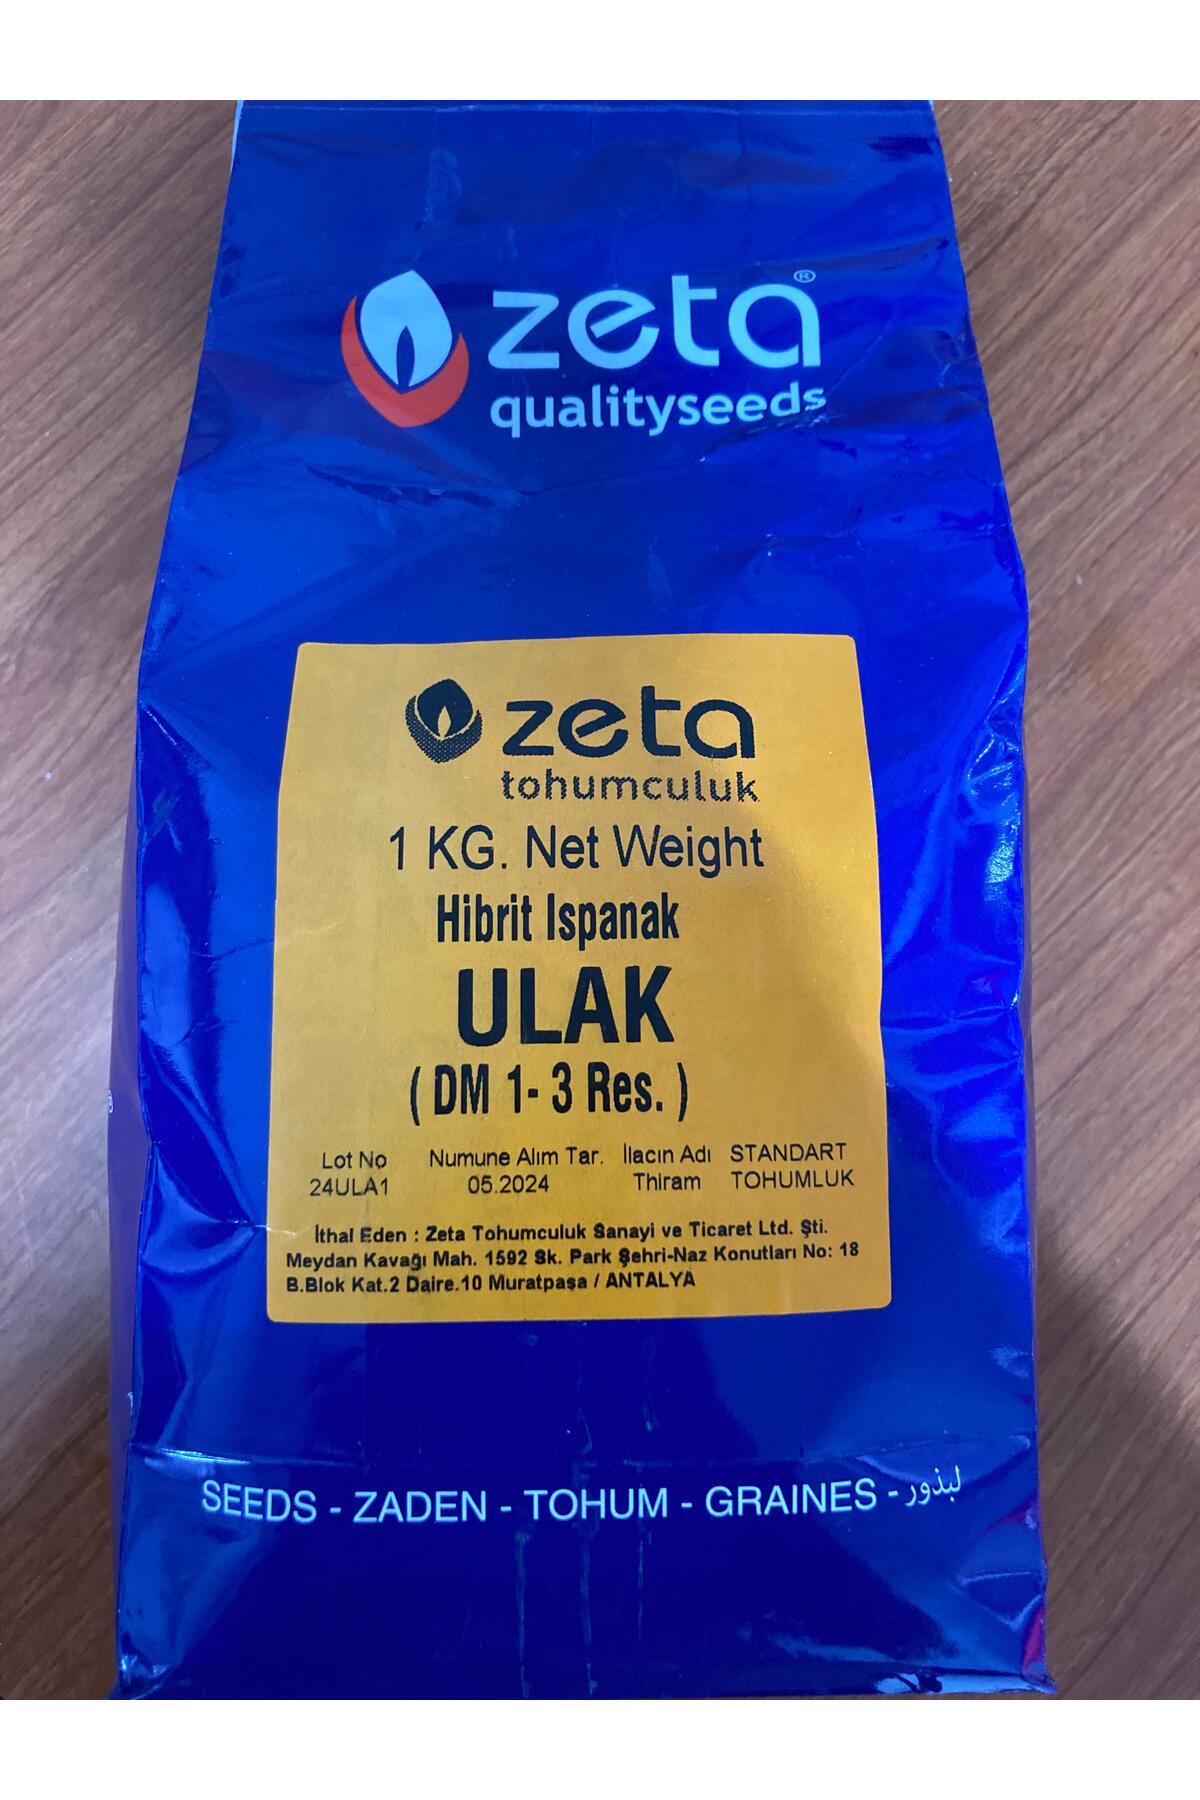 zeta®
qualityseeds
zeta
tohumculuk
1 KG. Net Weight
Hibrit Ispanak
ULAK
( DM 1- 3 Res. )
Lot No Numune Alım Tar. İlacın Adı STANDART
24ULA1 05.2024 Thiram TOHUMLUK
İthal Eden : Zeta Tohumculuk Sanayi ve Ticaret Ltd. Şti.
Meydan Kavağı Mah. 1592 Sk. Park Şehri-Naz Konutları No: 18
B.Blok Kat.2 Daire.10 Muratpaşa / ANTALYA
SEEDS - ZADEN - TOHUM - GRAINES - لبذور